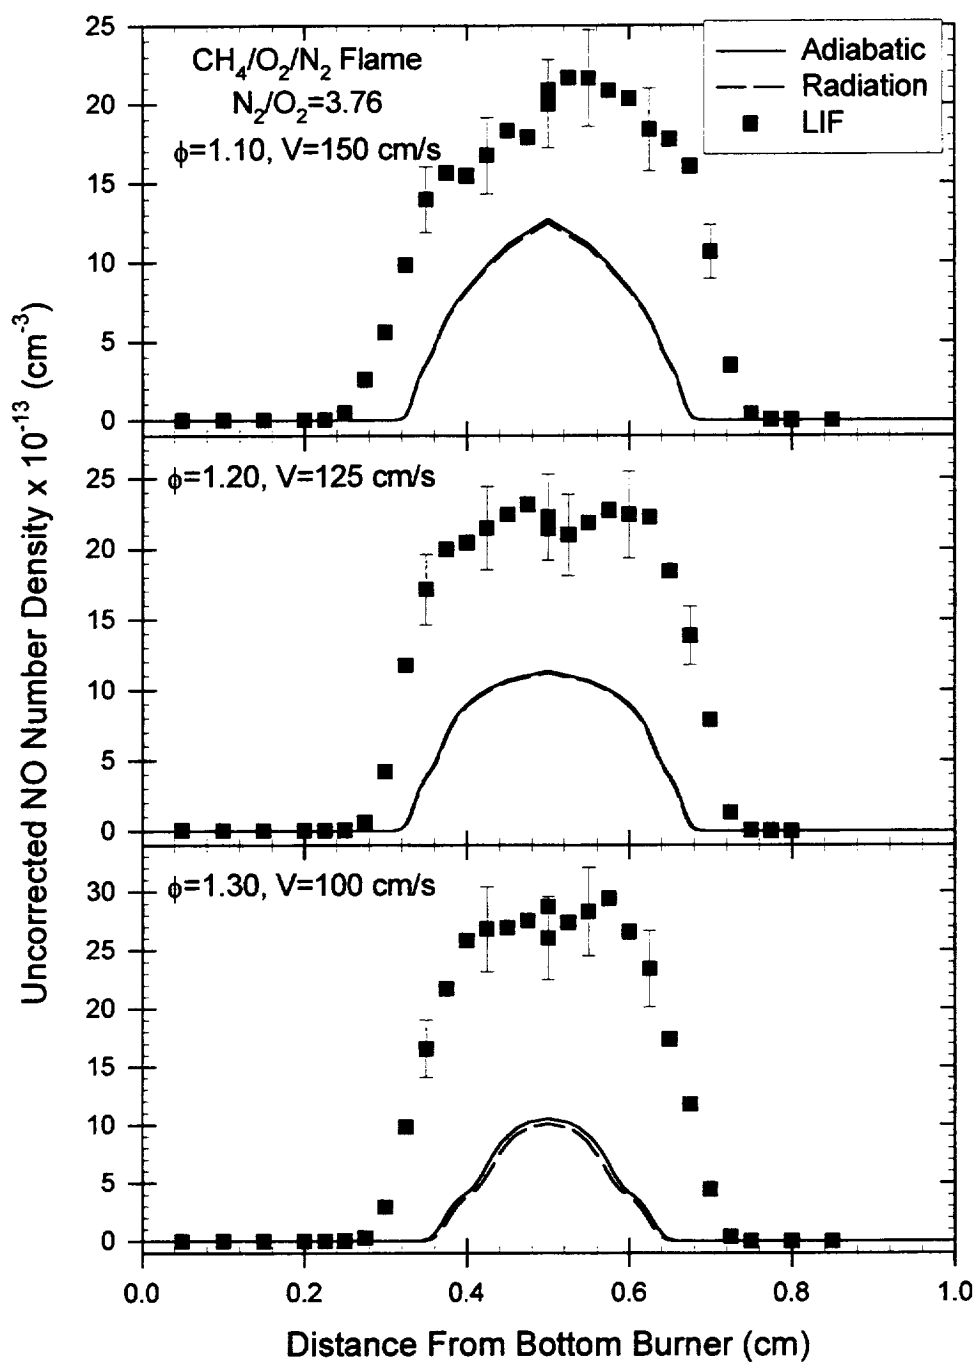 CH₄/O₂/N₂ Flame
N₂/O₂=3.76
ϕ=1.10, V=150 cm/s
Adiabatic
Radiation
LIF
25
20
15
10
5
0
ϕ=1.20, V=125 cm/s
25
20
15
10
5
0
ϕ=1.30, V=100 cm/s
30
25
20
15
10
5
0
Uncorrected NO Number Density x 10⁻¹³ (cm⁻³)
0.0 0.2 0.4 0.6 0.8 1.0
Distance From Bottom Burner (cm)